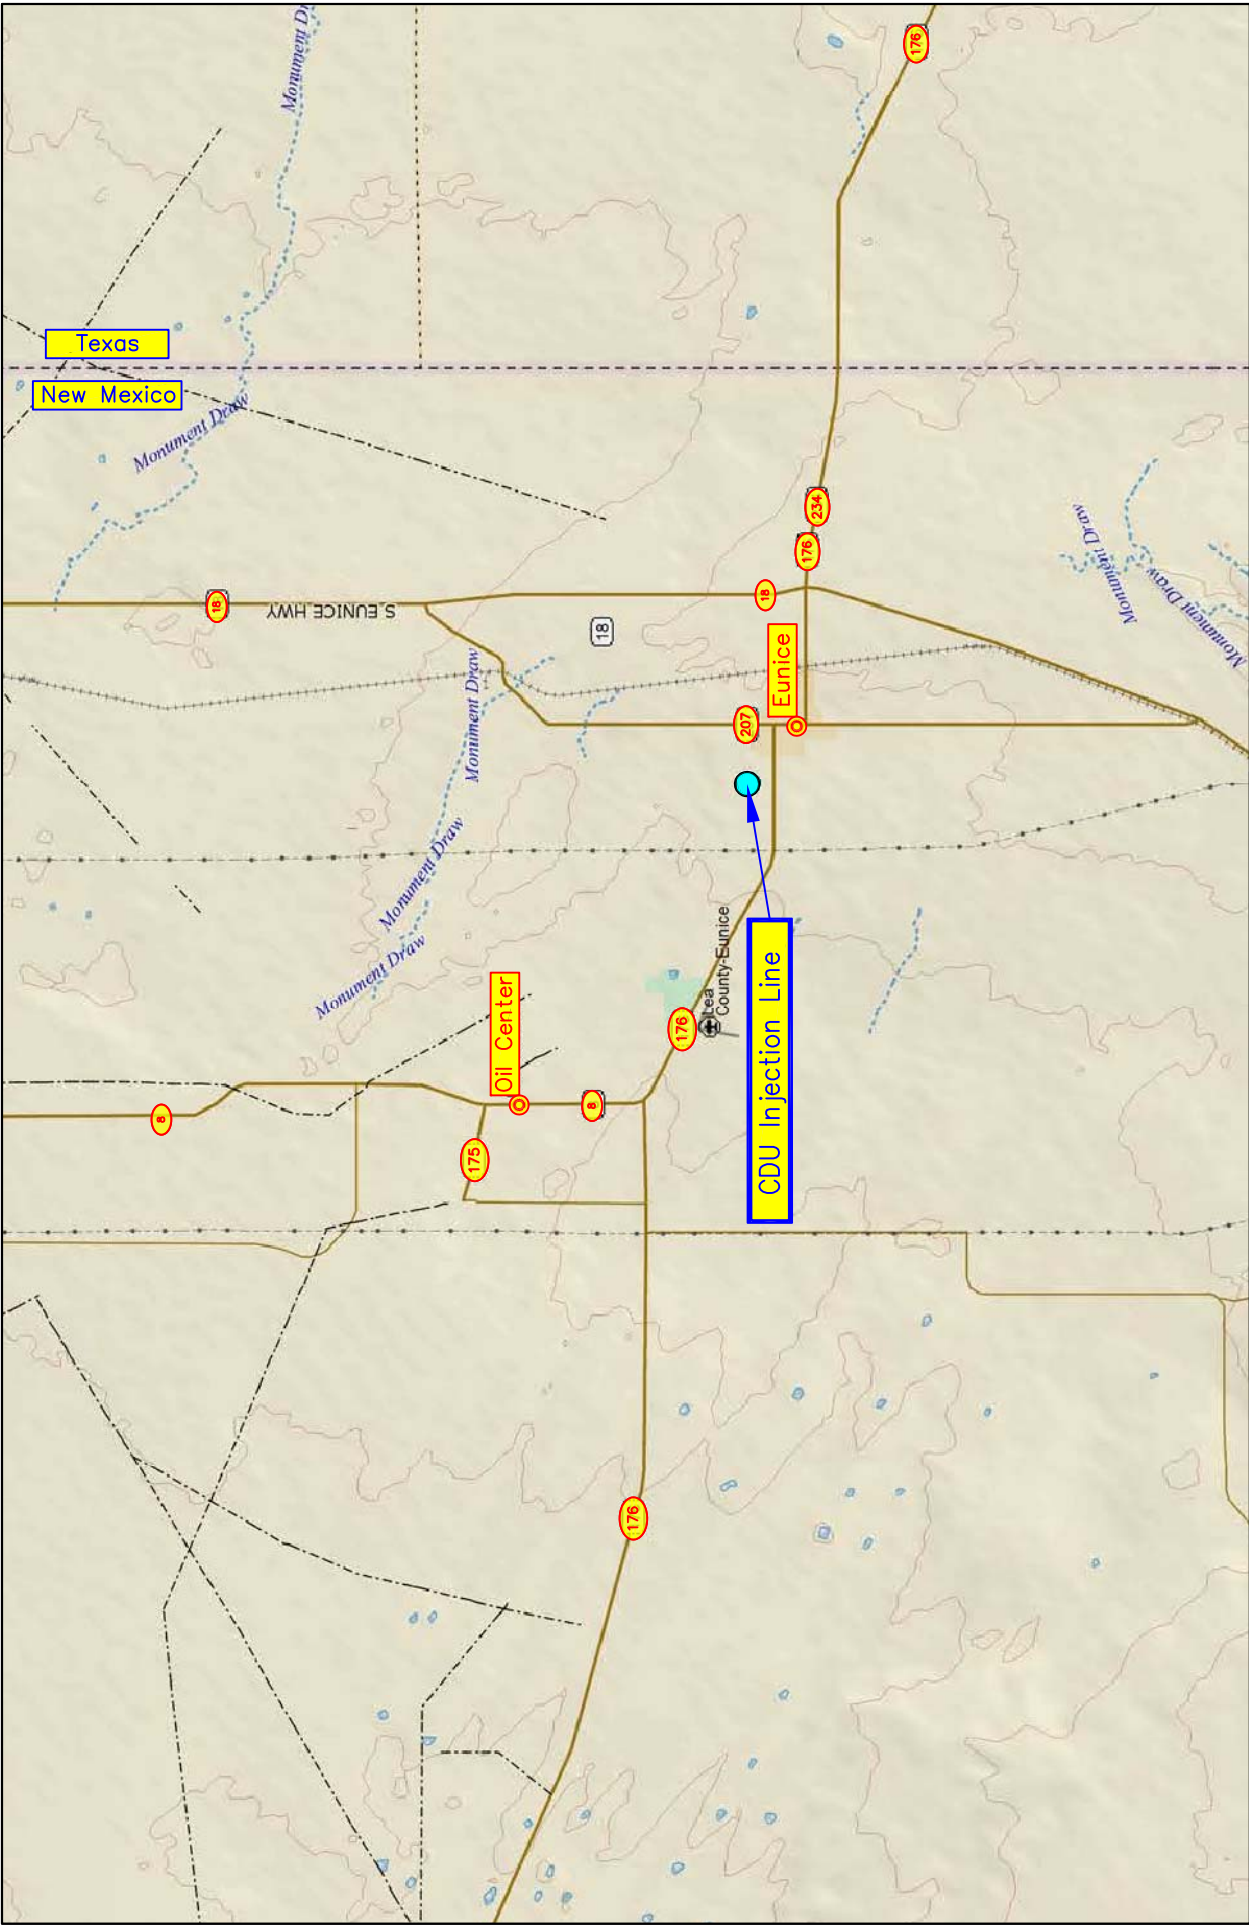 Monument Dr
176
Texas
New Mexico
Monument Draw
234
176
18
18
S EUNICE HWY
18
Monument Draw
Monument Draw
Monument Draw
Eunice
207
Monument Draw
Monument Draw
Monument Draw
Lea
County-Eunice
Oil Center
176
CDU Injection Line
8
8
175
176